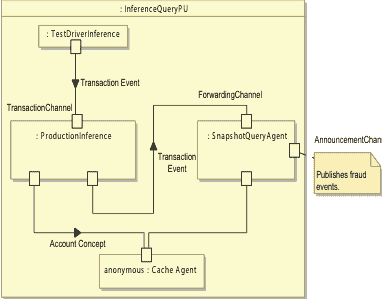 : InferenceQueryPU
: TestDriverInference
Transaction Event
TransactionChannel
ForwardingChannel
: ProductionInference
: SnapshotQueryAgent
Transaction
Event
AnnouncementChan
Publishes fraud
events.
Account Concept
anonymous : Cache Agent